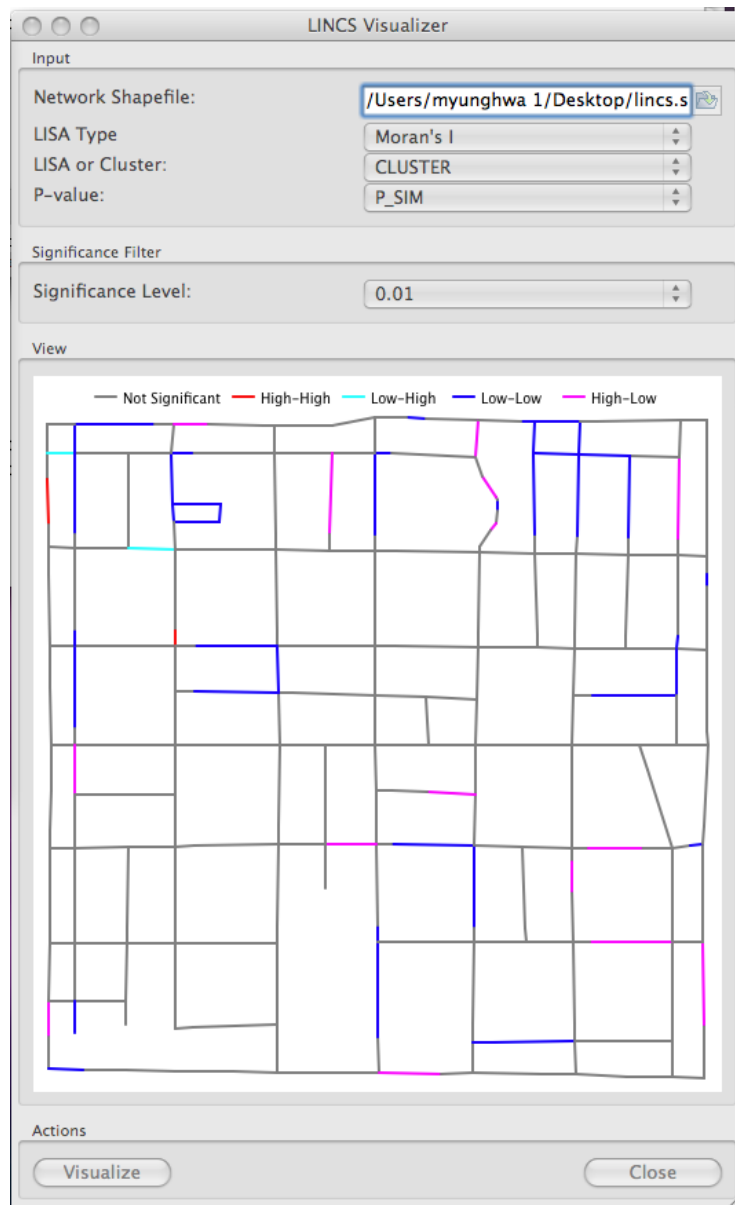 LINCS Visualizer
Input
Network Shapefile: /Users/myunghwa 1/Desktop/lincs.s
LISA Type Moran's I
LISA or Cluster: CLUSTER
P-value: P_SIM
Significance Filter
Significance Level: 0.01
View
Not Significant High-High Low-High Low-Low High-Low
Actions
Visualize Close